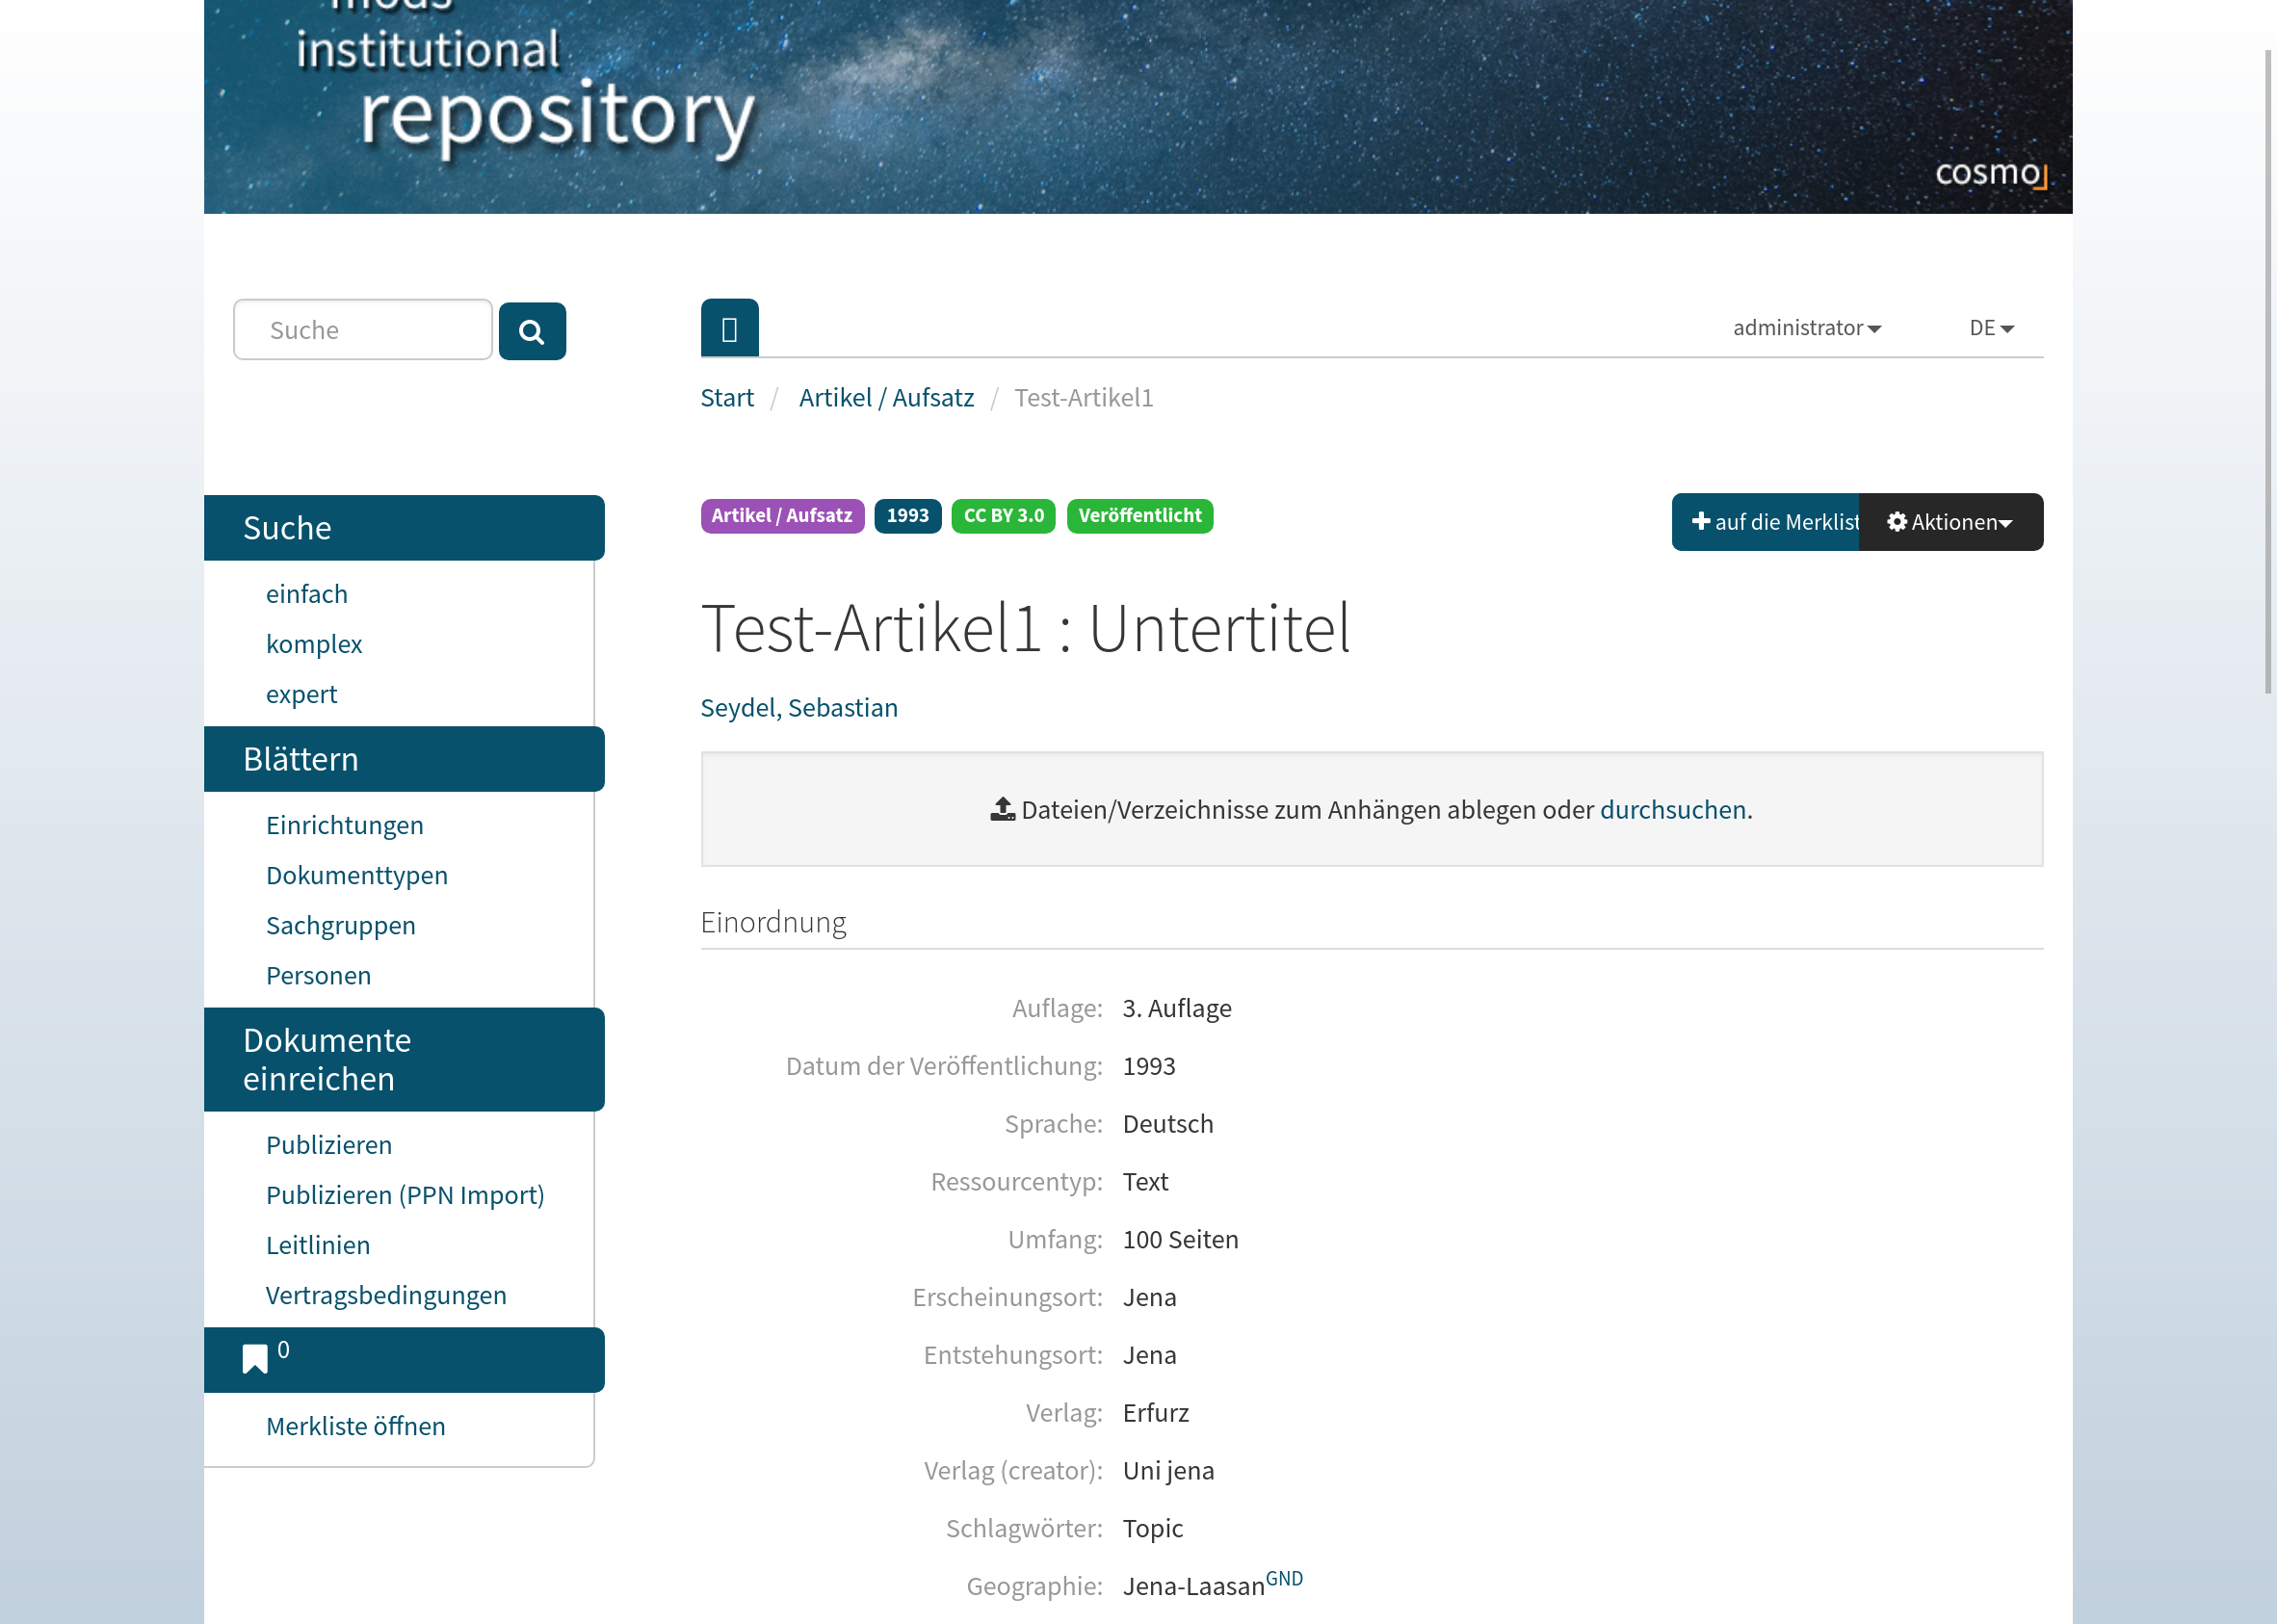 mods
institutional
repository
cosmo
Suche
administrator
DE
Start / Artikel / Aufsatz / Test-Artikel1
Artikel / Aufsatz 1993 CC BY 3.0 Veröffentlicht
auf die Merklist
Aktionen
Test-Artikel1 : Untertitel
Seydel, Sebastian
Dateien/Verzeichnisse zum Anhängen ablegen oder durchsuchen.
Suche
einfach
komplex
expert
Blättern
Einrichtungen
Dokumenttypen
Sachgruppen
Personen
Dokumente
einreichen
Publizieren
Publizieren (PPN Import)
Leitlinien
Vertragsbedingungen
0
Merkliste öffnen
Einordnung
Auflage: 3. Auflage
Datum der Veröffentlichung: 1993
Sprache: Deutsch
Ressourcentyp: Text
Umfang: 100 Seiten
Erscheinungsort: Jena
Entstehungsort: Jena
Verlag: Erfurz
Verlag (creator): Uni jena
Schlagwörter: Topic
Geographie: Jena-Laasan GND